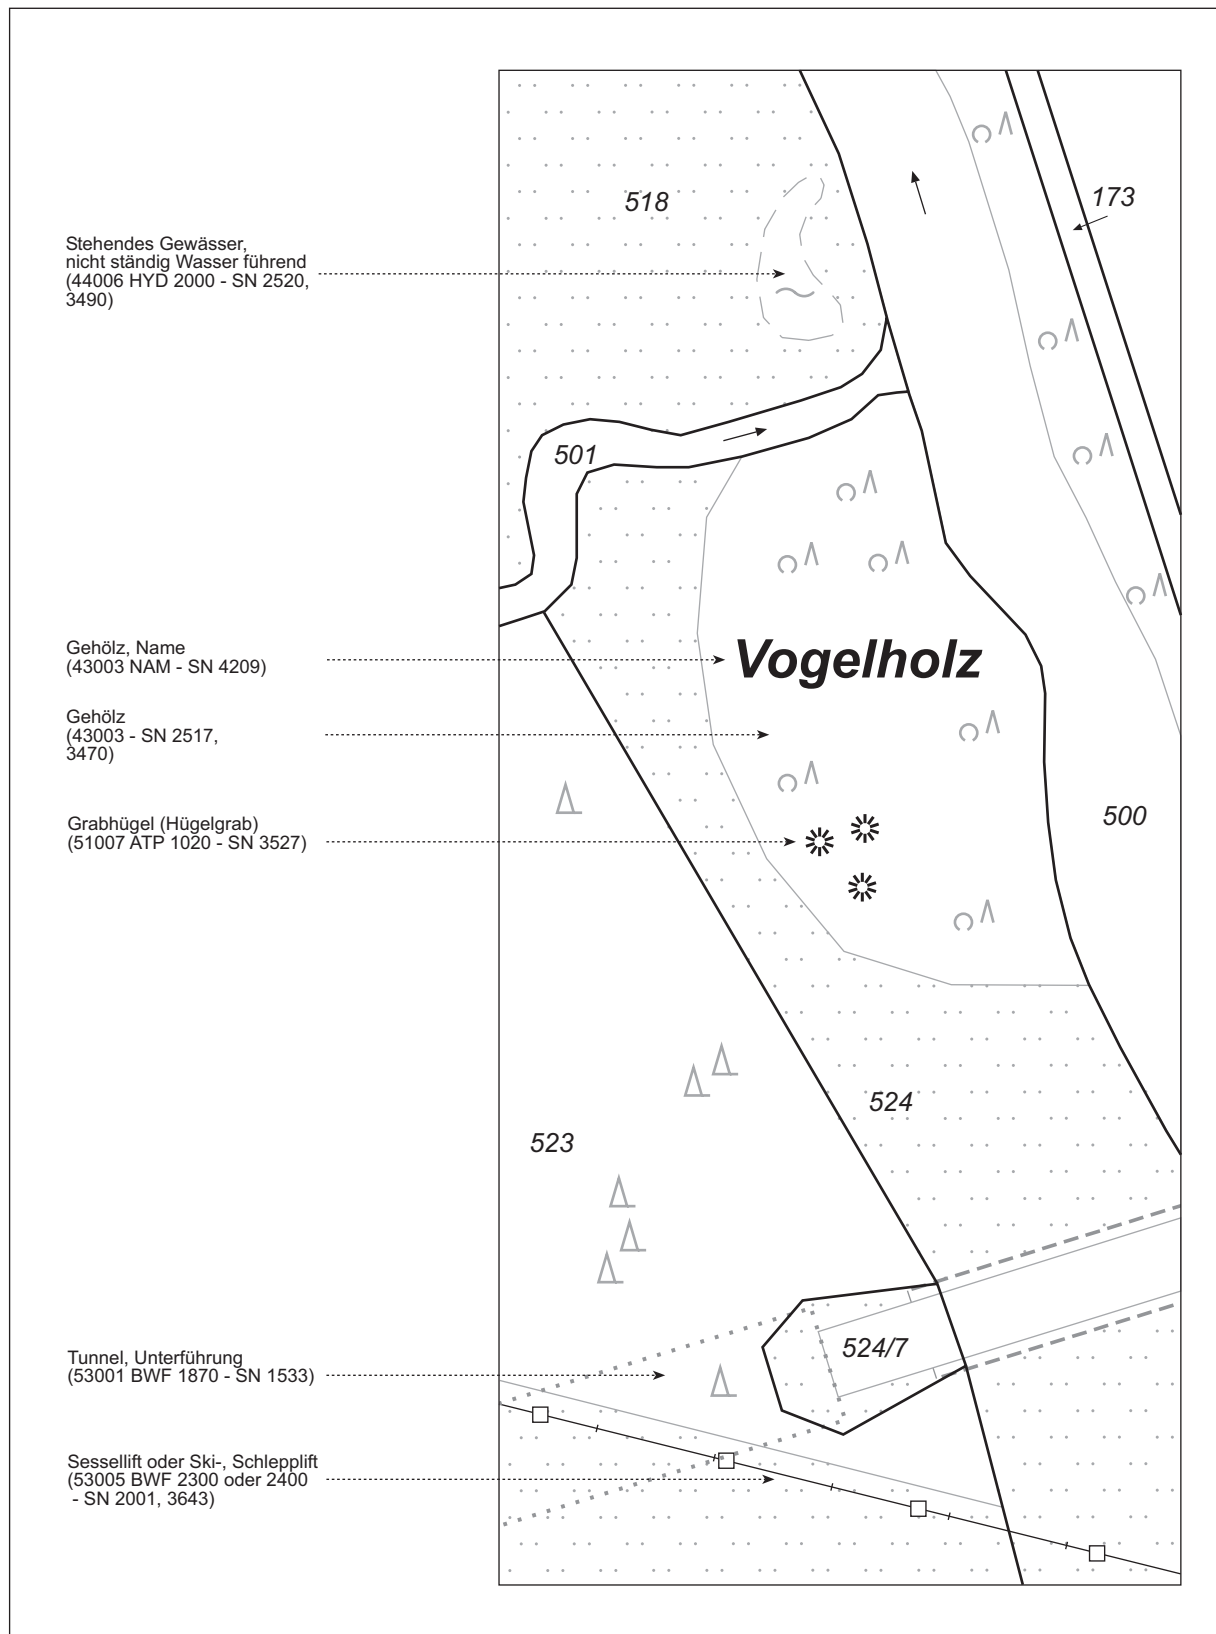 518
173
Stehendes Gewässer,
nicht ständig Wasser führend
(44006 HYD 2000 - SN 2520,
3490)
501
Gehölz, Name
(43003 NAM - SN 4209)
Vogelholz
Gehölz
(43003 - SN 2517,
3470)
500
Grabhügel (Hügelgrab)
(51007 ATP 1020 - SN 3527)
524
523
524/7
Tunnel, Unterführung
(53001 BWF 1870 - SN 1533)
Sessellift oder Ski-, Schlepplift
(53005 BWF 2300 oder 2400
- SN 2001, 3643)